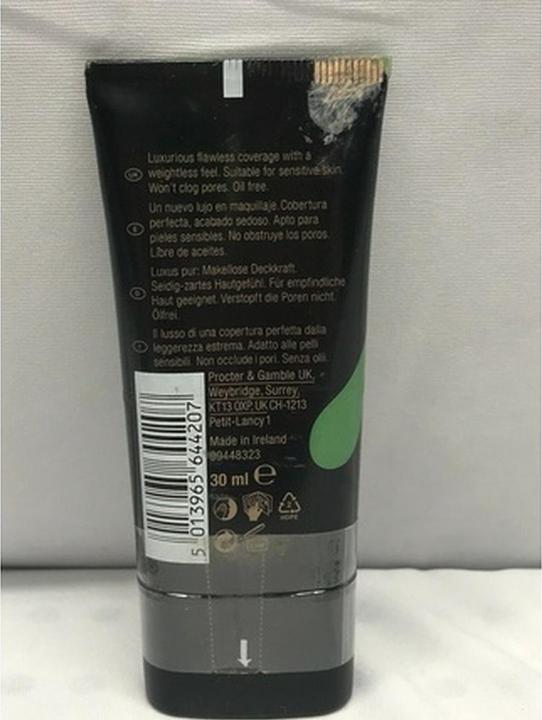 UK
Luxurious flawless coverage with a
weightless feel. Suitable for sensitive skin.
Won't clog pores. Oil free.
E
Un nuevo lujo en maquillaje. Cobertura
perfecta, acabado sedoso. Apto para
pieles sensibles. No obstruye los poros.
Libre de aceites.
D
Luxus pur: Makellose Deckkraft.
Seidig-zartes Hautgefühl. Für empfindliche
Haut geeignet. Verstopft die Poren nicht.
Ölfrei.
I
Il lusso di una copertura perfetta dalla
leggerezza estrema. Adatto alle pelli
sensibili. Non occlude i pori. Senza olii.
Procter & Gamble UK,
Weybridge, Surrey,
KT13 0XP, UK CH-1213
Petit-Lancy 1
Made in Ireland
99448323
30 ml e
2
HDPE
5 013965 644207